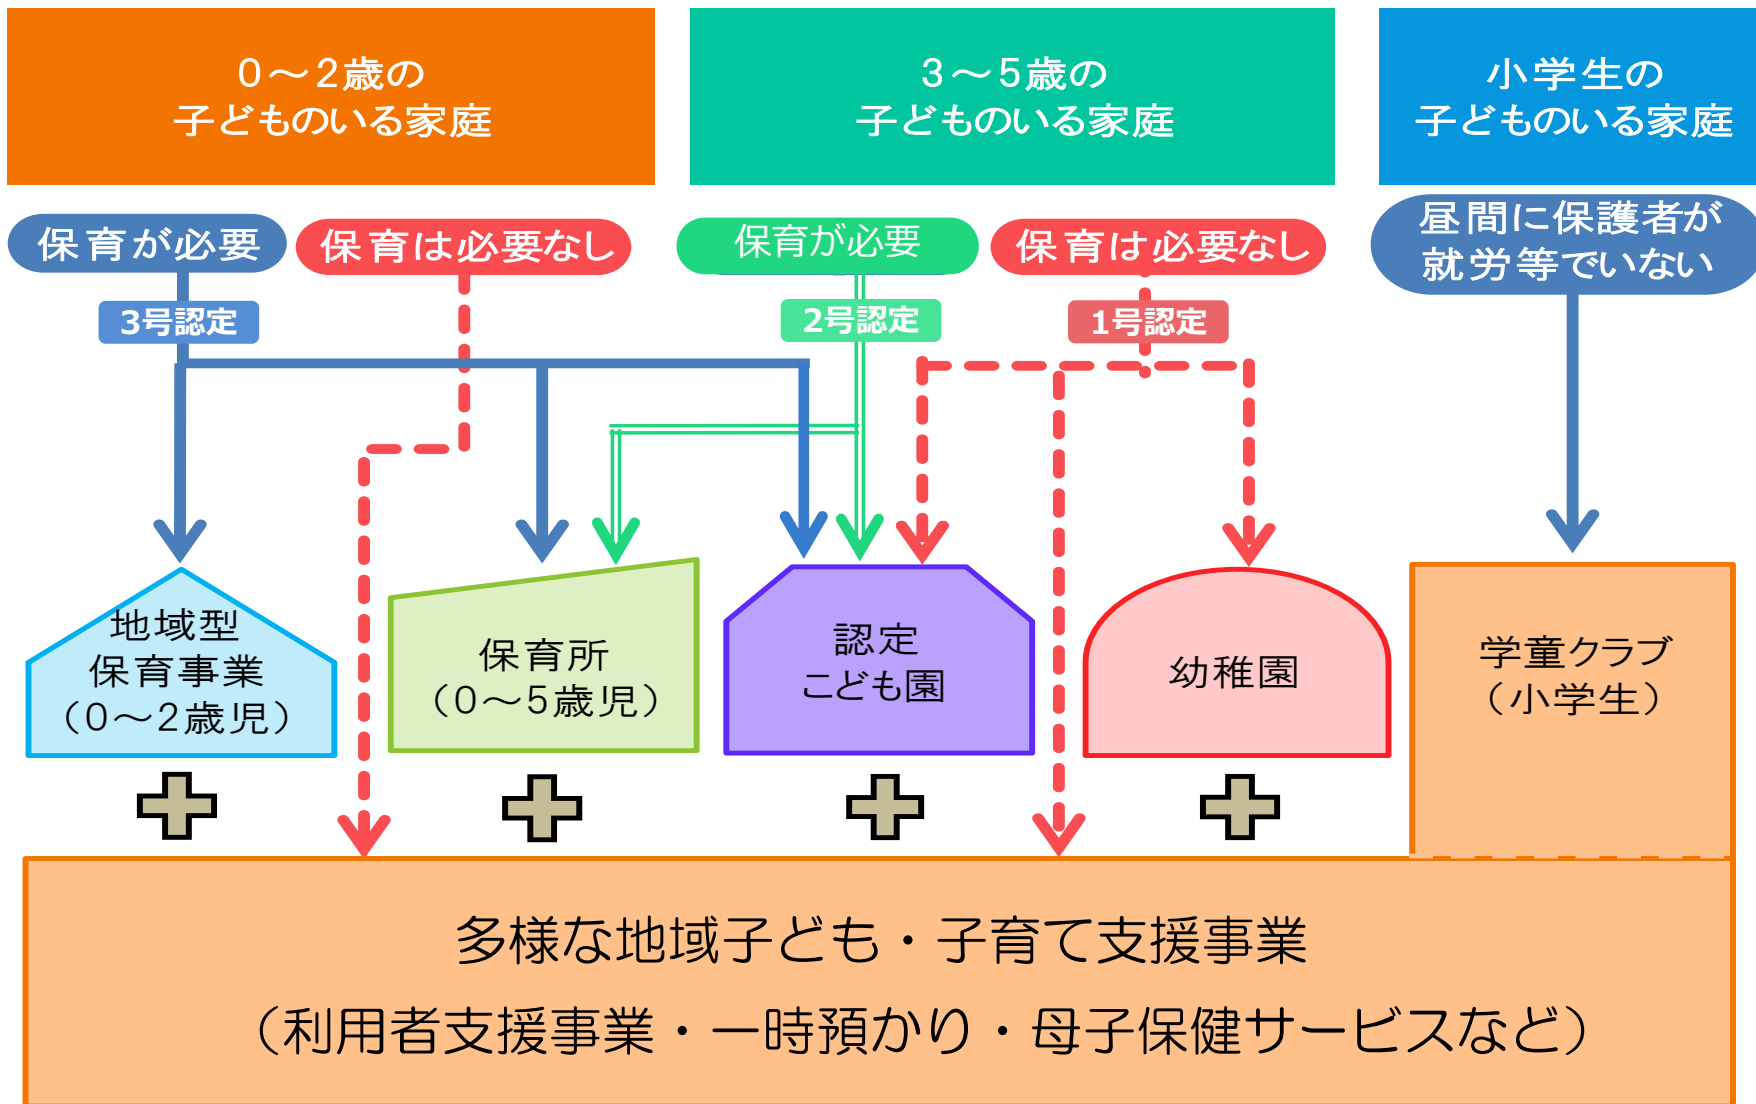 0～2歳の
子どものいる家庭
3～5歳の
子どものいる家庭
小学生の
子どものいる家庭
保育が必要
保育は必要なし
保育が必要
保育は必要なし
昼間に保護者が
就労等でいない
3号認定
2号認定
1号認定
地域型
保育事業
（0～2歳児）
保育所
（0～5歳児）
認定
こども園
幼稚園
学童クラブ
（小学生）
多様な地域子ども・子育て支援事業
（利用者支援事業・一時預かり・母子保健サービスなど）